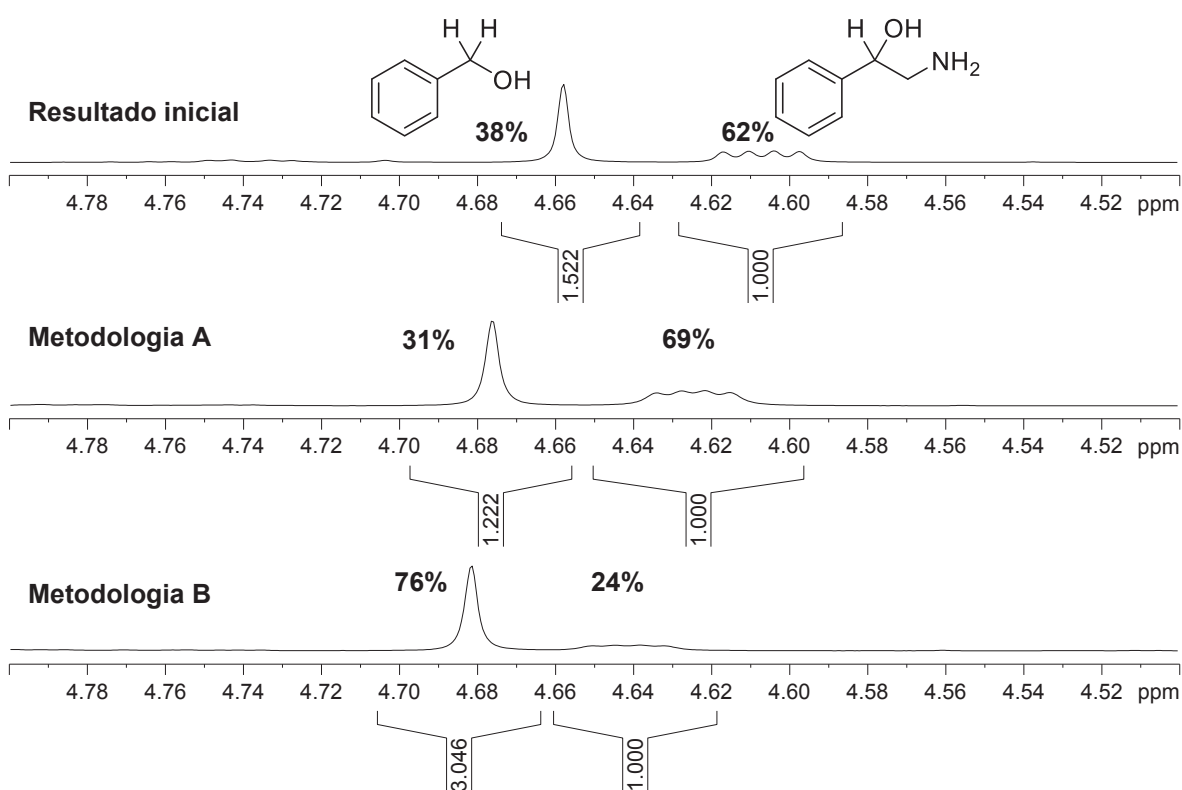 H H
OH
H OH
NH2
Resultado inicial
38%
62%
4.78 4.76 4.74 4.72 4.70 4.68 4.66 4.64 4.62 4.60 4.58 4.56 4.54 4.52 ppm
1.522
1.000
Metodologia A
31%
69%
4.78 4.76 4.74 4.72 4.70 4.68 4.66 4.64 4.62 4.60 4.58 4.56 4.54 4.52 ppm
1.222
1.000
Metodologia B
76%
24%
4.78 4.76 4.74 4.72 4.70 4.68 4.66 4.64 4.62 4.60 4.58 4.56 4.54 4.52 ppm
3.046
1.000